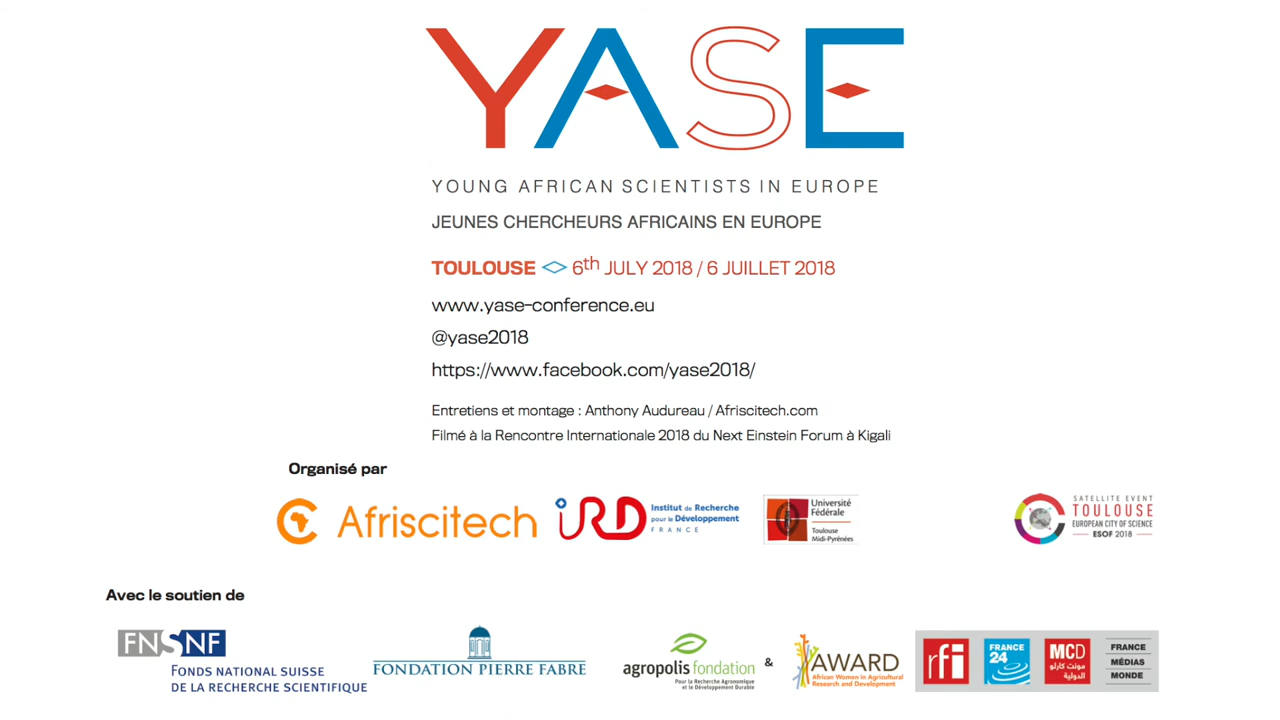 YASE
YOUNG AFRICAN SCIENTISTS IN EUROPE
JEUNES CHERCHEURS AFRICAINS EN EUROPE
TOULOUSE 6th JULY 2018 / 6 JUILLET 2018
www.yase-conference.eu
@yase2018
https://www.facebook.com/yase2018/
Entretiens et montage : Anthony Audureau / Afriscitech.com
Filmé à la Rencontre Internationale 2018 du Next Einstein Forum à Kigali
Organisé par
Afriscitech
iRD
Institut de Recherche
pour le Développement
FRANCE
Université
Fédérale
Toulouse
Midi-Pyrénées
SATELLITE EVENT
TOULOUSE
EUROPEAN CITY OF SCIENCE
ESOF 2018
Avec le soutien de
FNSNF
FONDS NATIONAL SUISSE
DE LA RECHERCHE SCIENTIFIQUE
FONDATION PIERRE FABRE
agropolis fondation
Pour la Recherche Agronomique
et le Développement Durable
&
AWARD
African Women in Agricultural
Research and Development
rfi
FRANCE
24
MCD
مونت كارلو
الدولية
FRANCE
MÉDIAS
MONDE